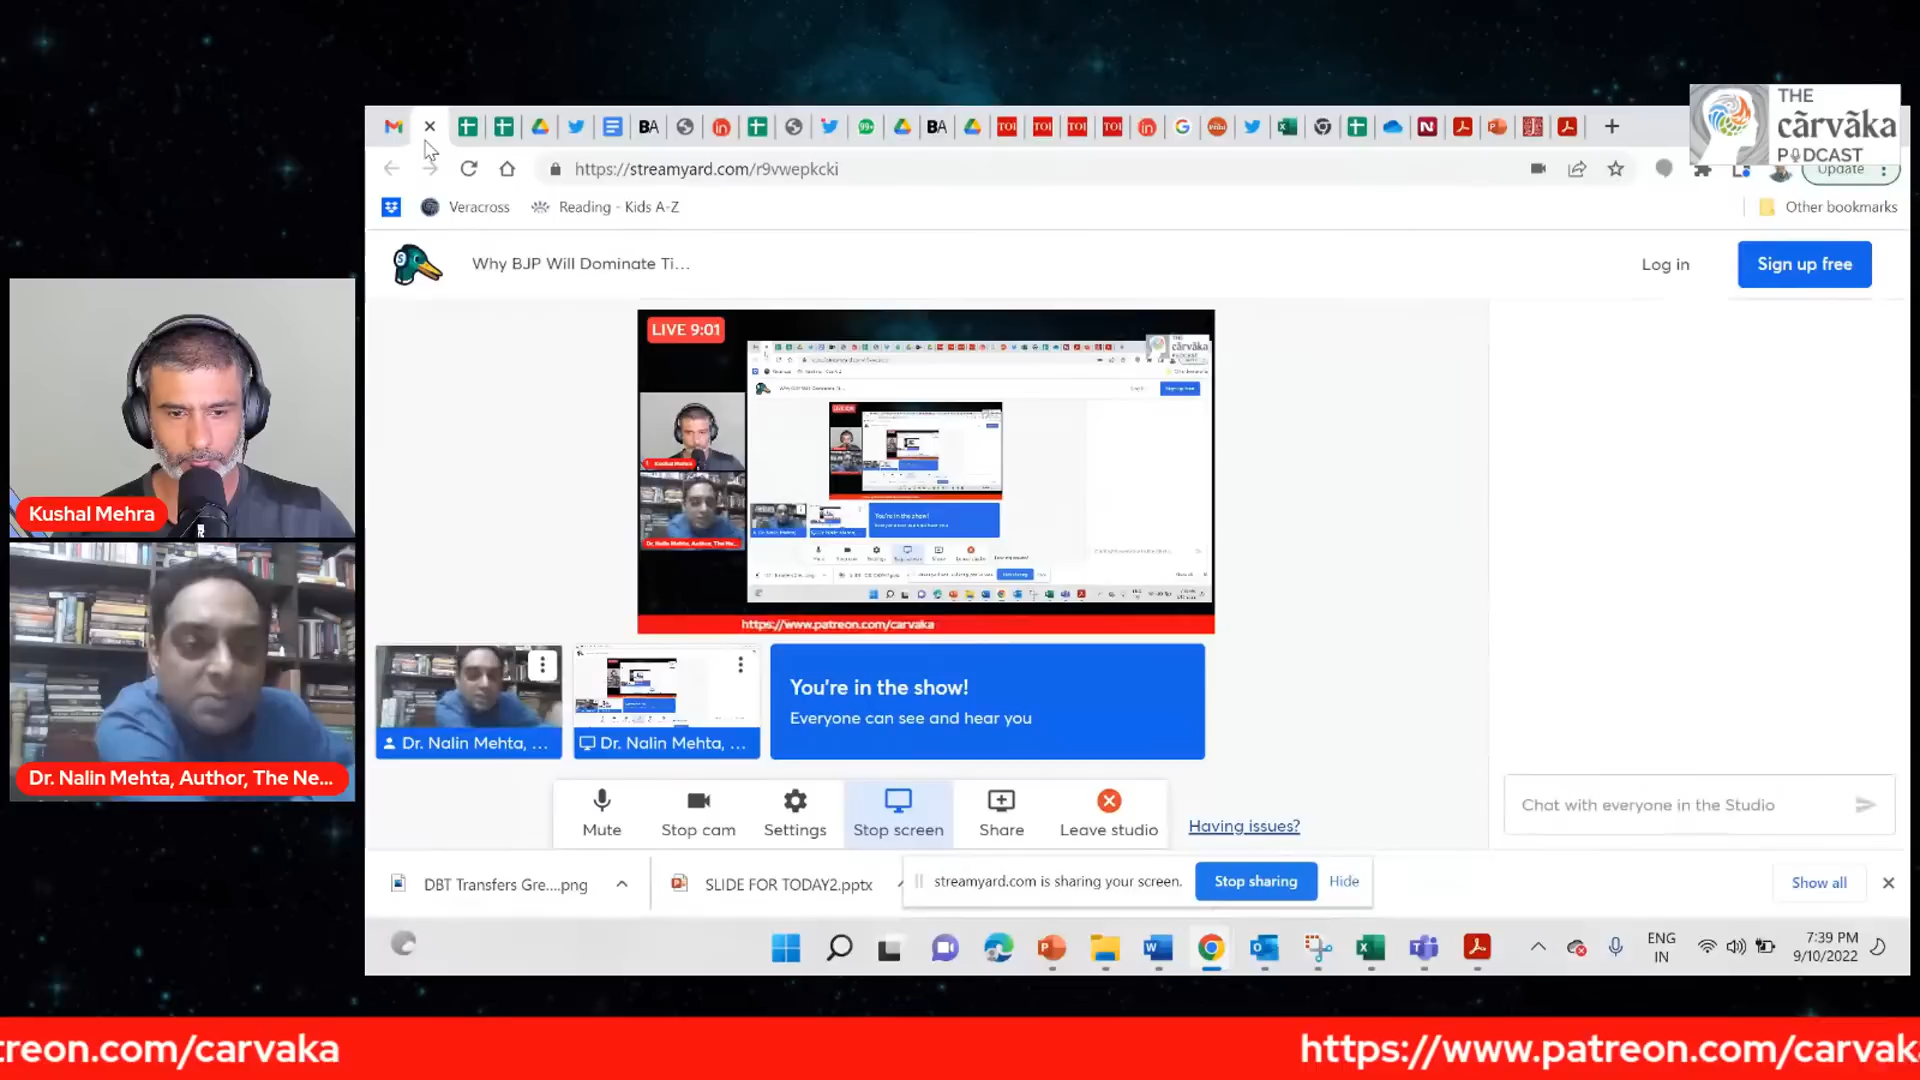 THE
cārvāka
PODCAST
https://streamyard.com/r9vwepkcki
Update
Veracross
Reading - Kids A-Z
Other bookmarks
Why BJP Will Dominate Ti...
Log in
Sign up free
LIVE 9:01
Kushal Mehra
https://www.patreon.com/carvaka
You're in the show!
Everyone can see and hear you
Dr. Nalin Mehta, ...
Dr. Nalin Mehta, ...
Dr. Nalin Mehta, Author, The Ne...
Mute
Stop cam
Settings
Stop screen
Share
Leave studio
Having issues?
Chat with everyone in the Studio
DBT Transfers Gre....png
SLIDE FOR TODAY2.pptx
streamyard.com is sharing your screen.
Stop sharing
Hide
Show all
ENG
IN
7:39 PM
9/10/2022
treon.com/carvaka
https://www.patreon.com/carvak